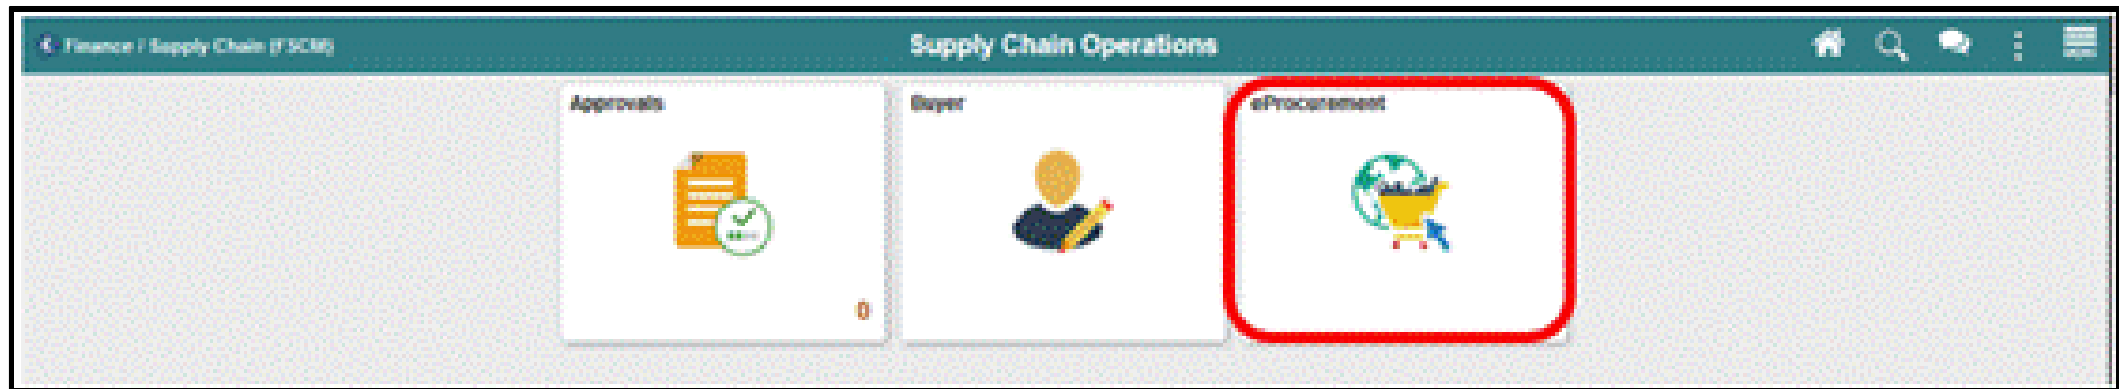 Finance / Supply Chain (FSCM)
Supply Chain Operations
Approvals
Buyer
eProcurement
0